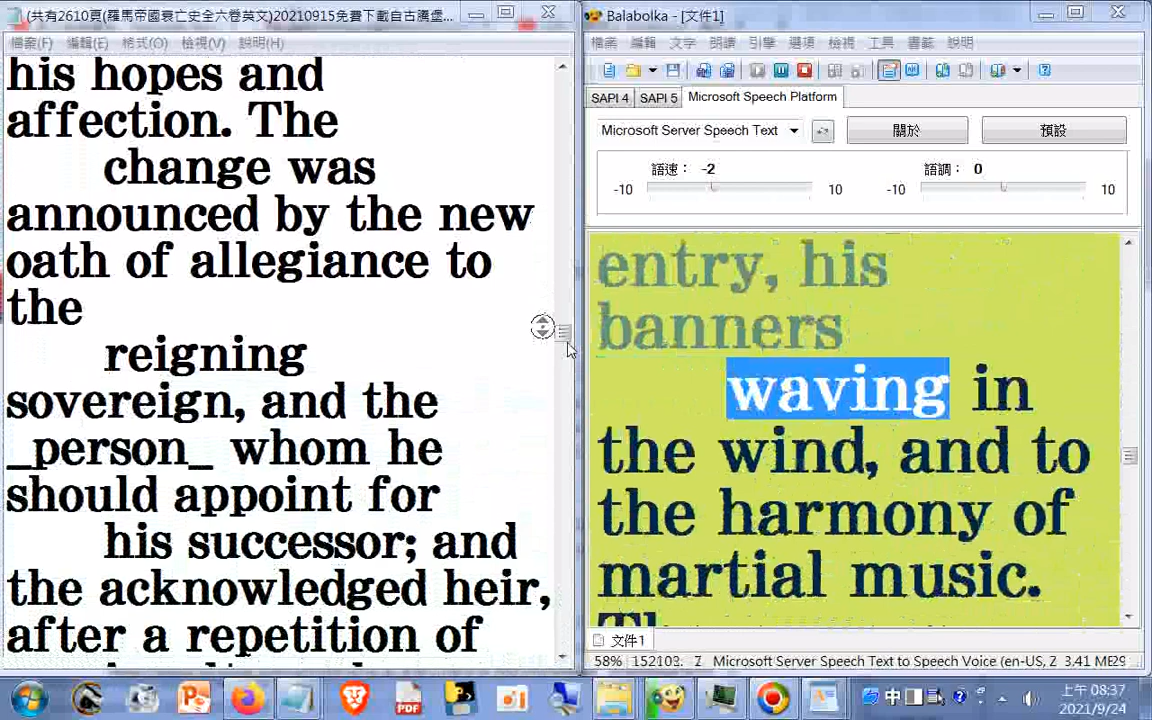 (共有2610頁(羅馬帝國衰亡史全六卷英文)20210915免費下載自古騰堡...
檔案(F) 編輯(E) 格式(O) 檢視(V) 說明(H)
his hopes and
affection. The
change was
announced by the new
oath of allegiance to
the
reigning
sovereign, and the
_person_ whom he
should appoint for
his successor; and
the acknowledged heir,
after a repetition of
Balabolka - [文件1]
檔案 編輯 文字 朗讀 引擎 選項 檢視 工具 書籤 說明
SAPI 4 SAPI 5 Microsoft Speech Platform
Microsoft Server Speech Text 關於 預設
語速： -2 語調： 0
-10 10 -10 10
entry, his
banners
waving in
the wind, and to
the harmony of
martial music.
文件1
58% 152103: Z Microsoft Server Speech Text to Speech Voice (en-US, Z 3.41 ME29
PDF
中
上午 08:37
2021/9/24